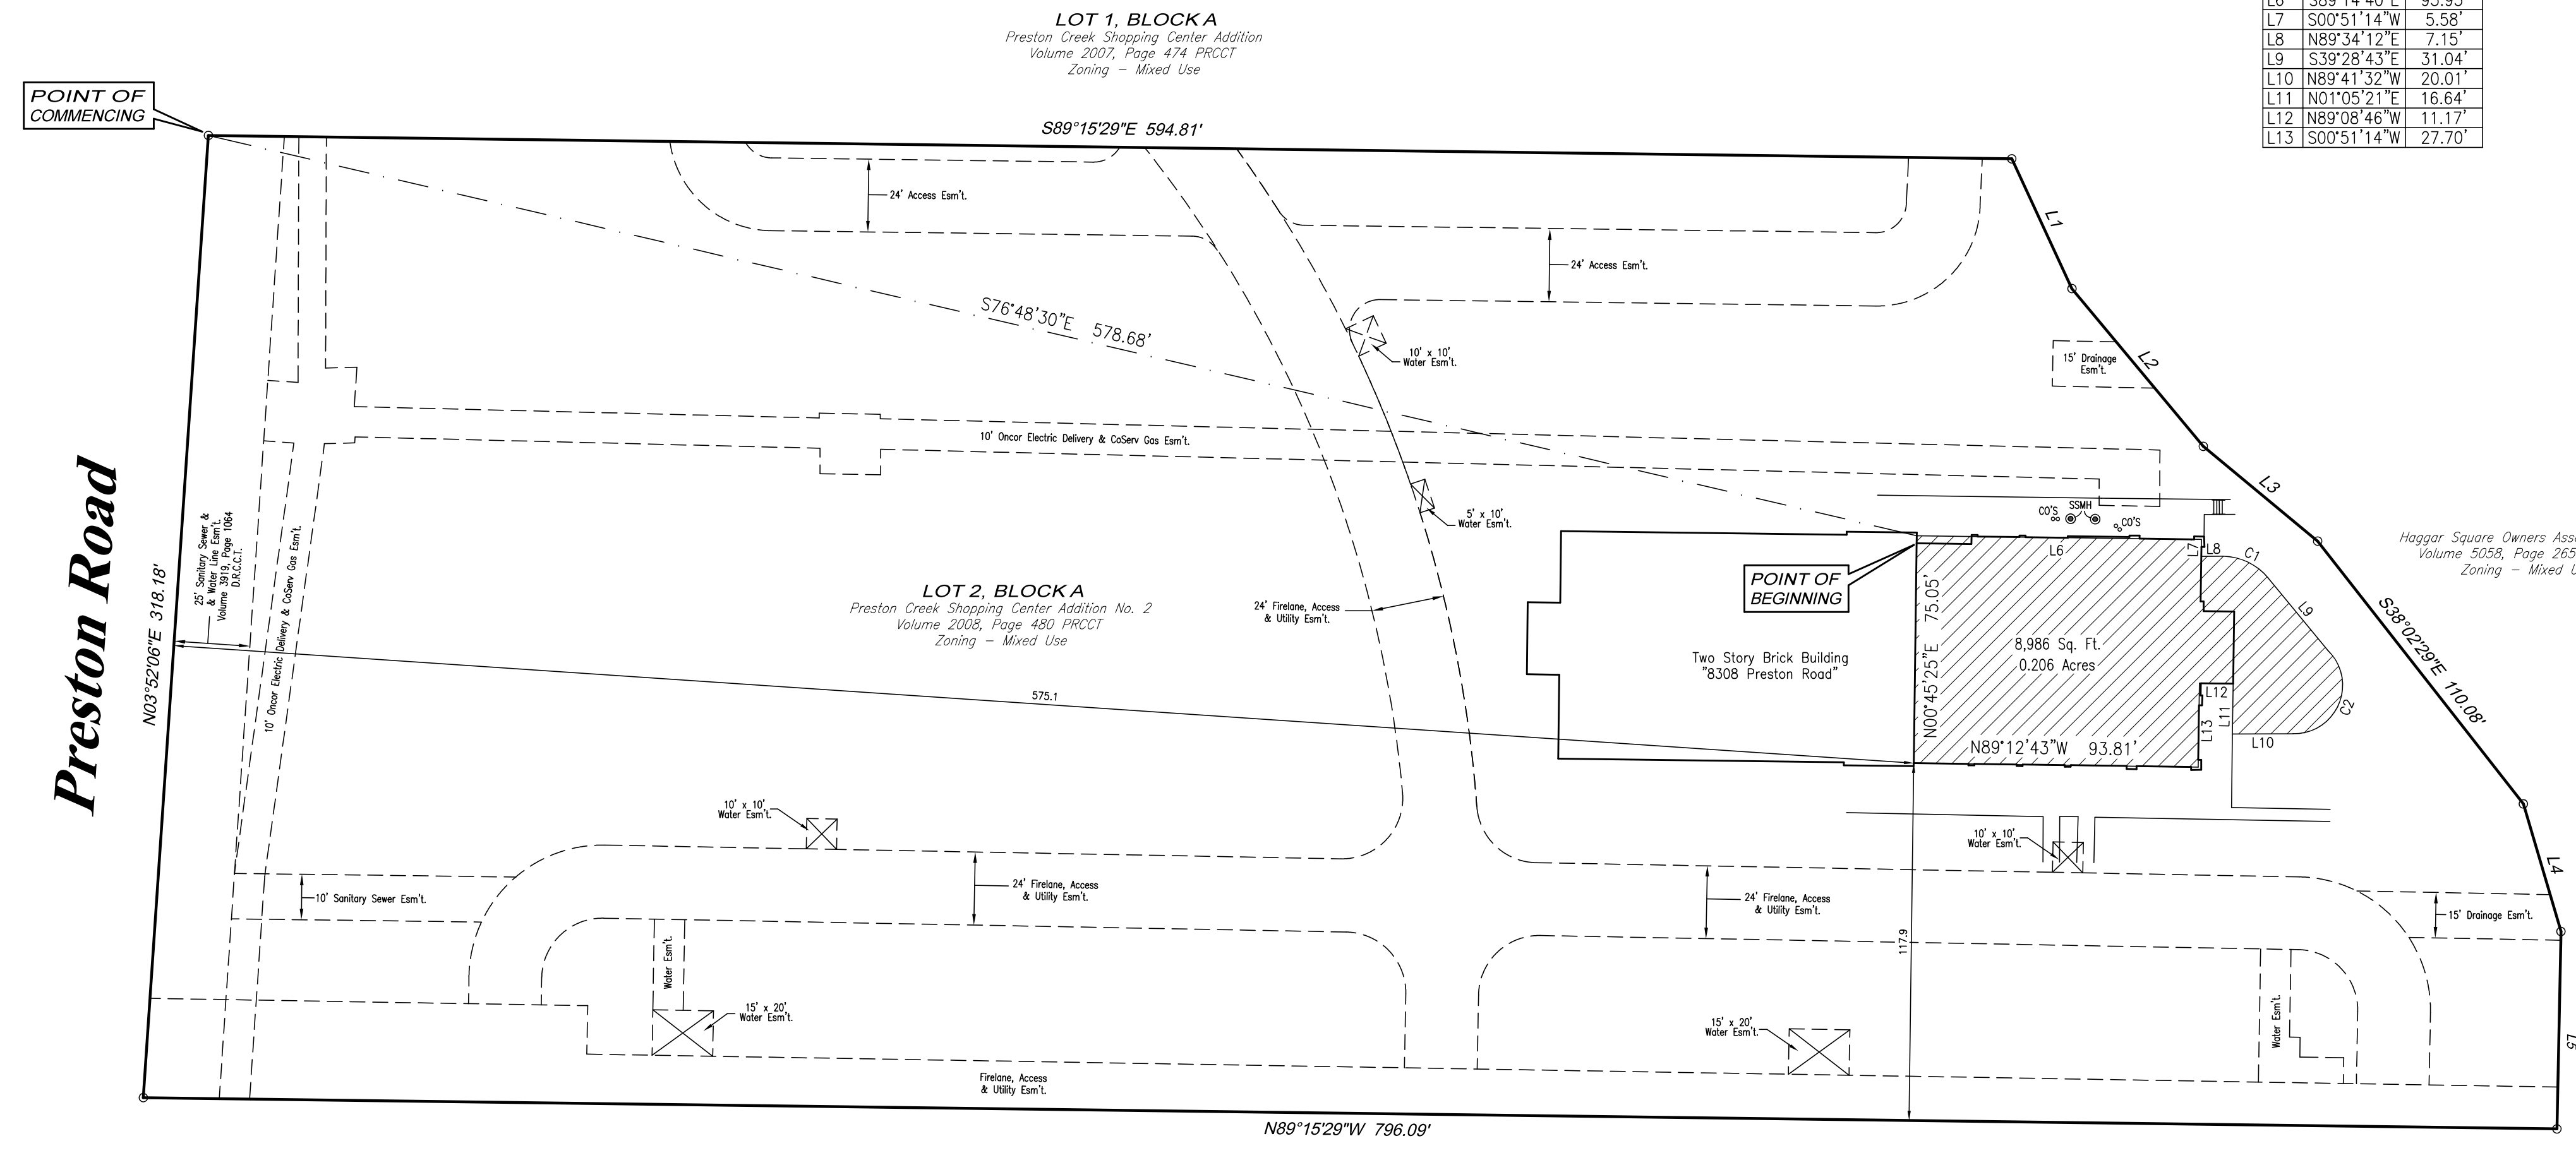 LOT 1, BLOCK A
Preston Creek Shopping Center Addition
Volume 2007, Page 474 PRCCT
Zoning – Mixed Use
L6 S89°14'40"E 93.93'
L7 S00°51'14"W 5.58'
L8 N89°34'12"E 7.15'
L9 S39°28'43"E 31.04'
L10 N89°41'32"W 20.01'
L11 N01°05'21"E 16.64'
L12 N89°08'46"W 11.17'
L13 S00°51'14"W 27.70'
POINT OF
COMMENCING
S89°15'29"E 594.81'
24' Access Esm't.
24' Access Esm't.
L1
S76°48'30"E 578.68'
10' x 10'
Water Esm't.
15' Drainage
Esm't.
L2
10' Oncor Electric Delivery & CoServ Gas Esm't.
L3
5' x 10'
Water Esm't.
CO'S
SSMH
CO'S
L6
L7
L8
C1
Haggar Square Owners Ass
Volume 5058, Page 265
Zoning – Mixed U
Preston Road
N03°52'06"E 318.18'
25' Sanitary Sewer &
& Water Line Esm't.
Volume 3919, Page 1064
D.R.C.C.T.
10' Oncor Electric Delivery & CoServ Gas Esm't.
LOT 2, BLOCK A
Preston Creek Shopping Center Addition No. 2
Volume 2008, Page 480 PRCCT
Zoning – Mixed Use
24' Firelane, Access
& Utility Esm't.
POINT OF
BEGINNING
N00°45'25"E 75.05'
L9
S38°02'29"E 110.08'
8,986 Sq. Ft.
0.206 Acres
Two Story Brick Building
"8308 Preston Road"
575.1
L12
L11
L13
C2
L10
N89°12'43"W 93.81'
10' x 10'
Water Esm't.
10' x 10'
Water Esm't.
L4
10' Sanitary Sewer Esm't.
24' Firelane, Access
& Utility Esm't.
24' Firelane, Access
& Utility Esm't.
15' Drainage Esm't.
117.9
Water Esm't.
15' x 20'
Water Esm't.
15' x 20'
Water Esm't.
Water Esm't.
L5
Firelane, Access
& Utility Esm't.
N89°15'29"W 796.09'